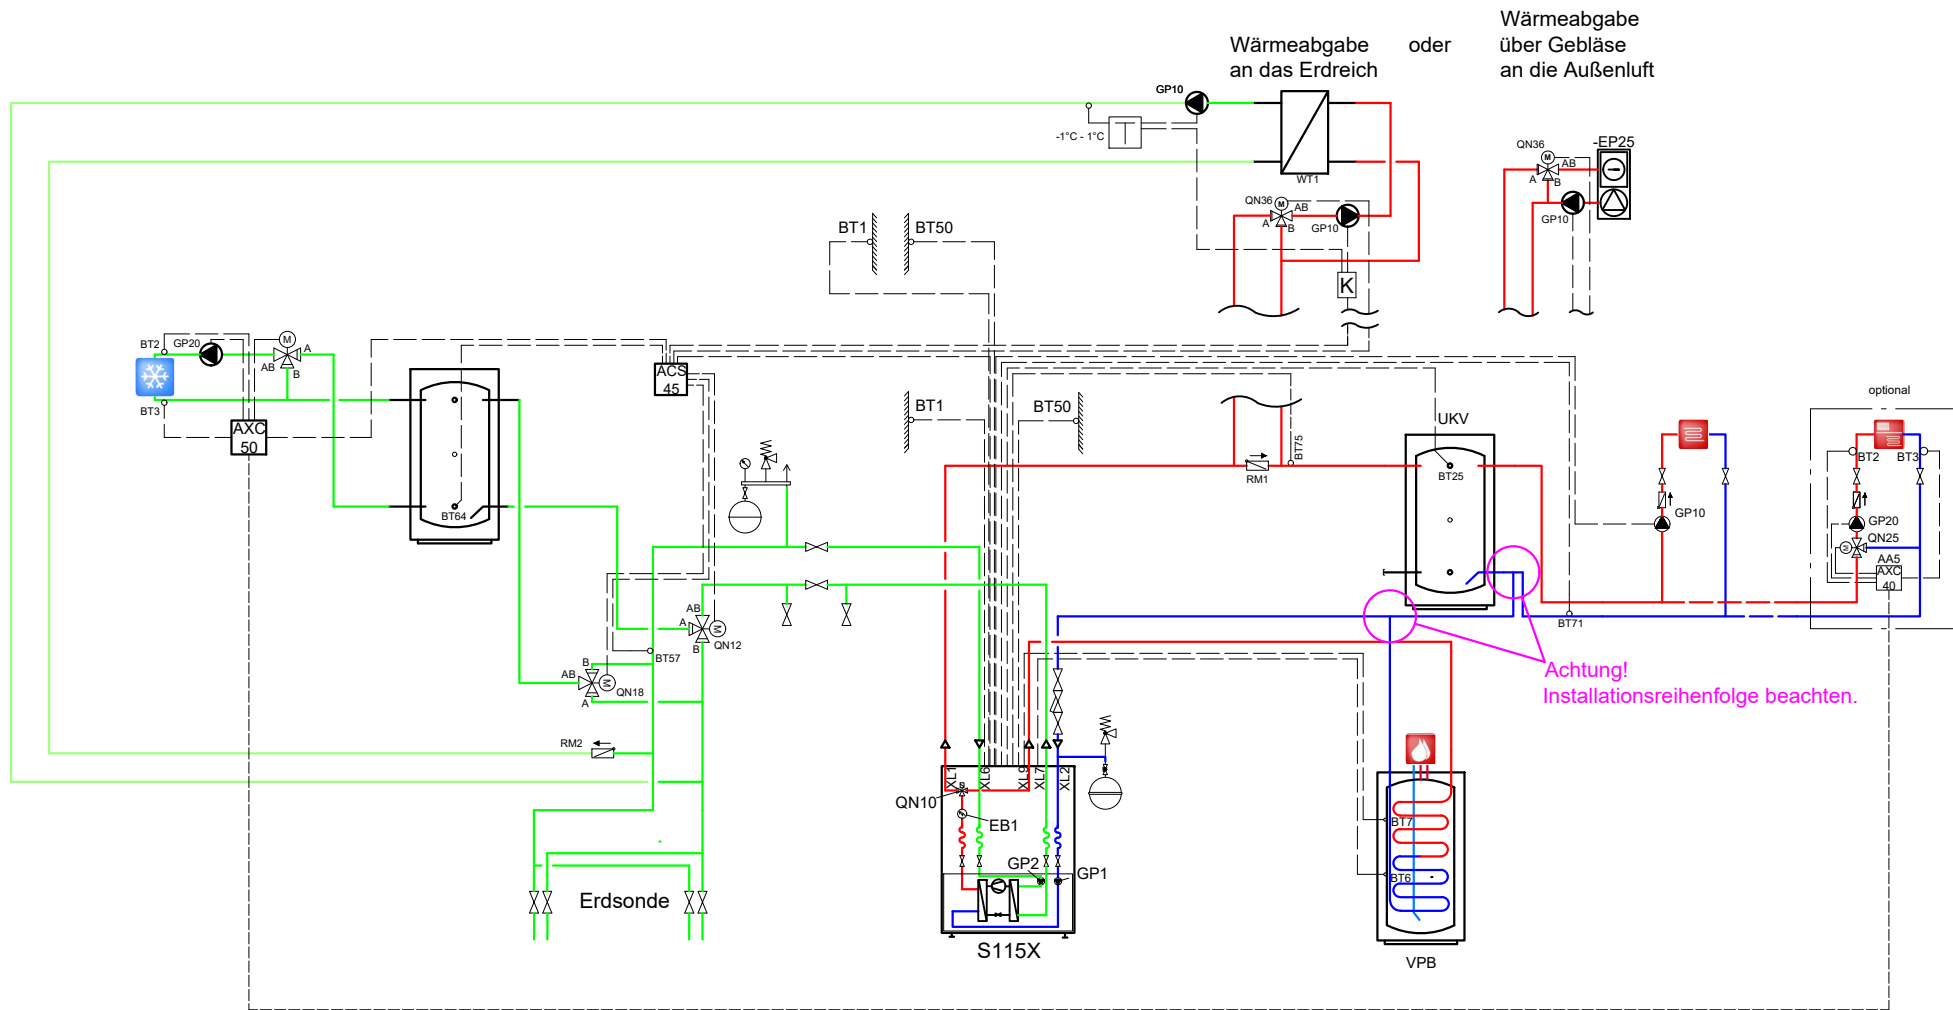 Wärmeabgabe
an das Erdreich
oder
Wärmeabgabe
über Gebläse
an die Außenluft
GP10
-1°C - 1°C
T
WT1
QN36
M
AB
A
B
GP10
K
QN36
M
AB
A
B
GP10
-EP25
BT1
BT50
BT2
GP20
M
A
AB
B
BT3
AXC
50
ACS
45
BT64
BT1
BT50
BT75
RM1
UKV
BT25
GP10
optional
BT2
BT3
GP20
QN25
M
AA5
AXC
40
BT71
AB
A
M
B
QN12
BT57
B
AB
M
A
QN18
RM2
Achtung!
Installationsreihenfolge beachten.
XL1
XL6
XL9
XL7
XL2
QN10
EB1
GP2
GP1
S115X
BT7
BT6
VPB
Erdsonde